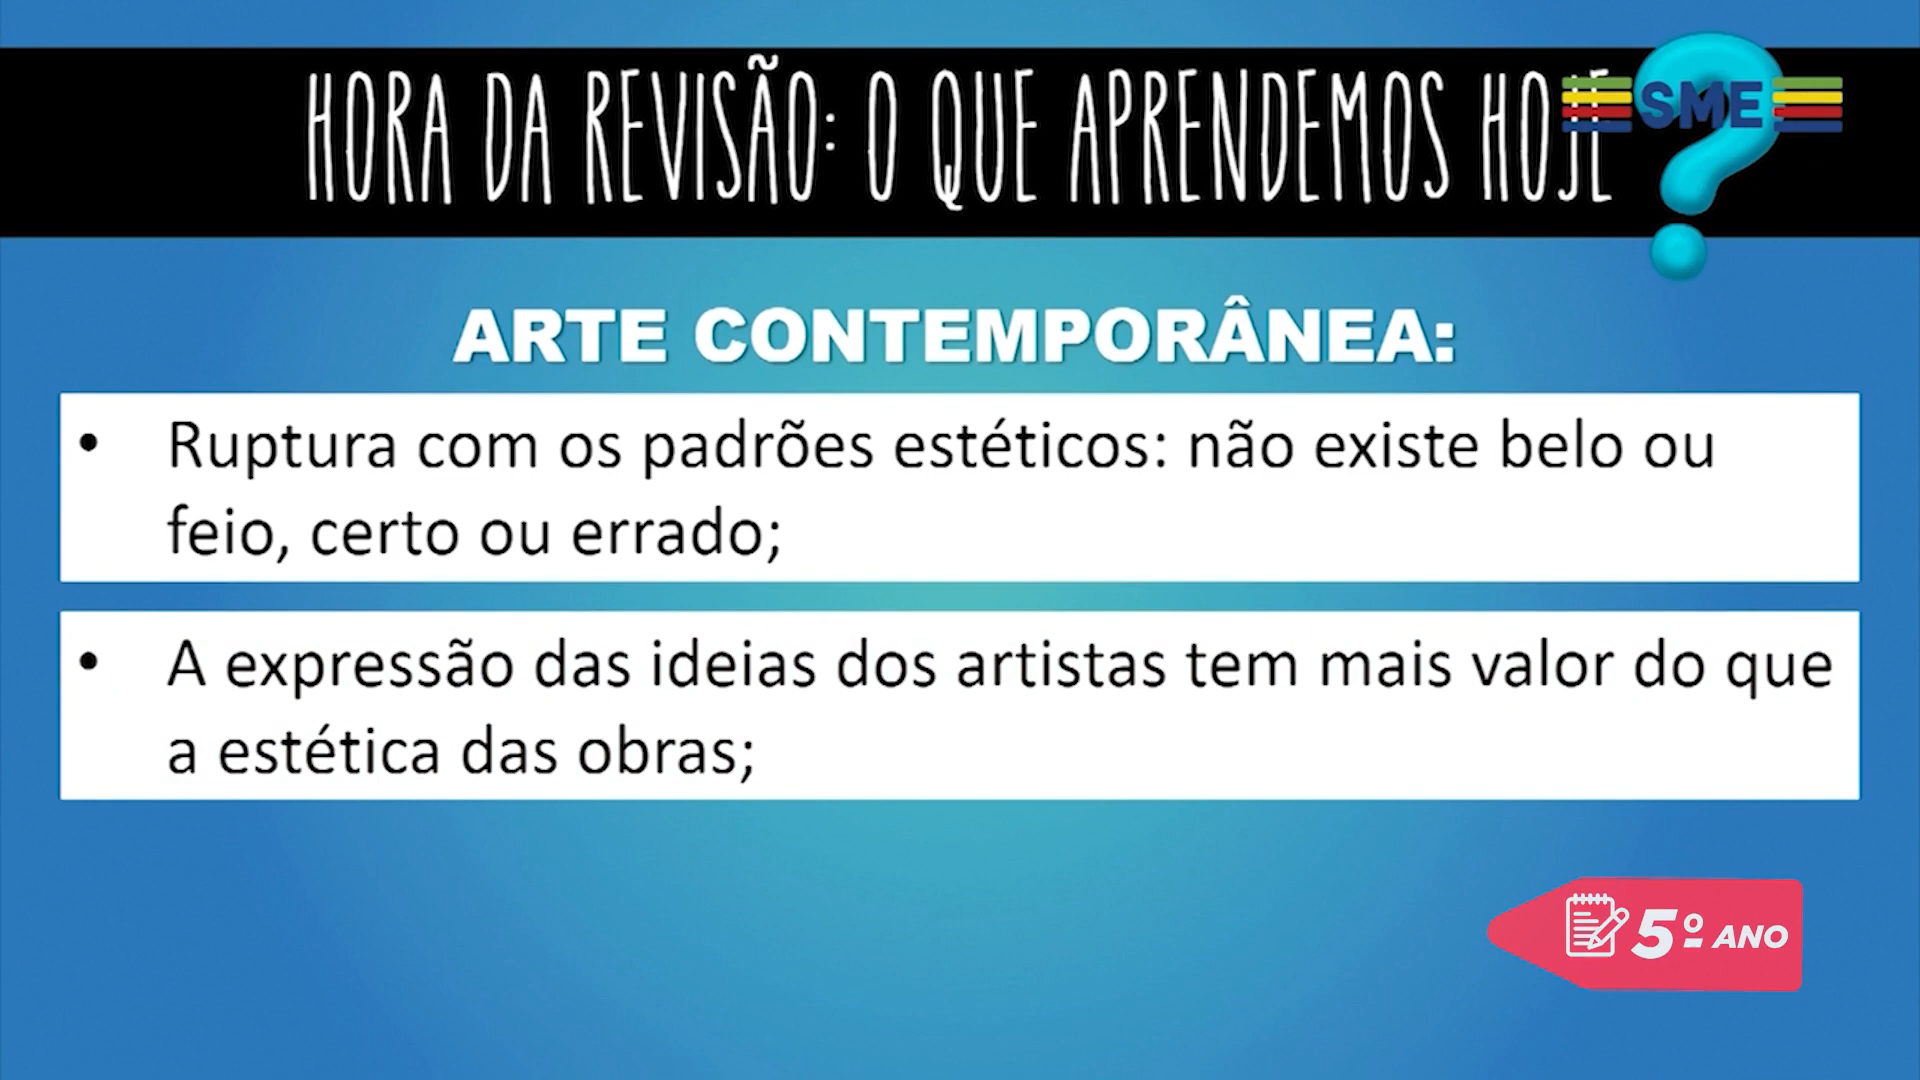 HORA DA REVISÃO: O QUE APRENDEMOS HOJE?
SME
ARTE CONTEMPORÂNEA:
• Ruptura com os padrões estéticos: não existe belo ou
feio, certo ou errado;
• A expressão das ideias dos artistas tem mais valor do que
a estética das obras;
5º ANO